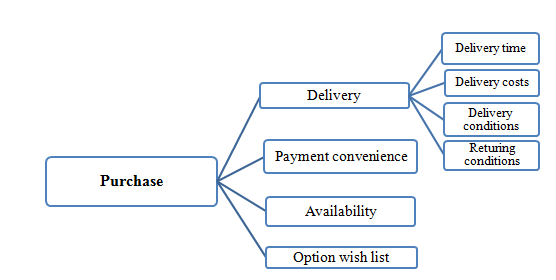 Purchase
Delivery
Payment convenience
Availability
Option wish list
Delivery time
Delivery costs
Delivery
conditions
Returing
conditions